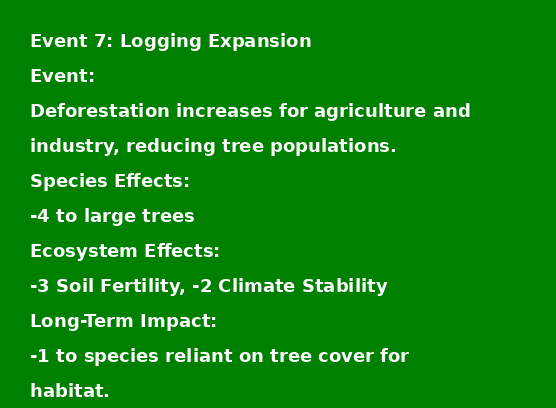 Event 7: Logging Expansion
Event:
Deforestation increases for agriculture and
industry, reducing tree populations.
Species Effects:
-4 to large trees
Ecosystem Effects:
-3 Soil Fertility, -2 Climate Stability
Long-Term Impact:
-1 to species reliant on tree cover for
habitat.